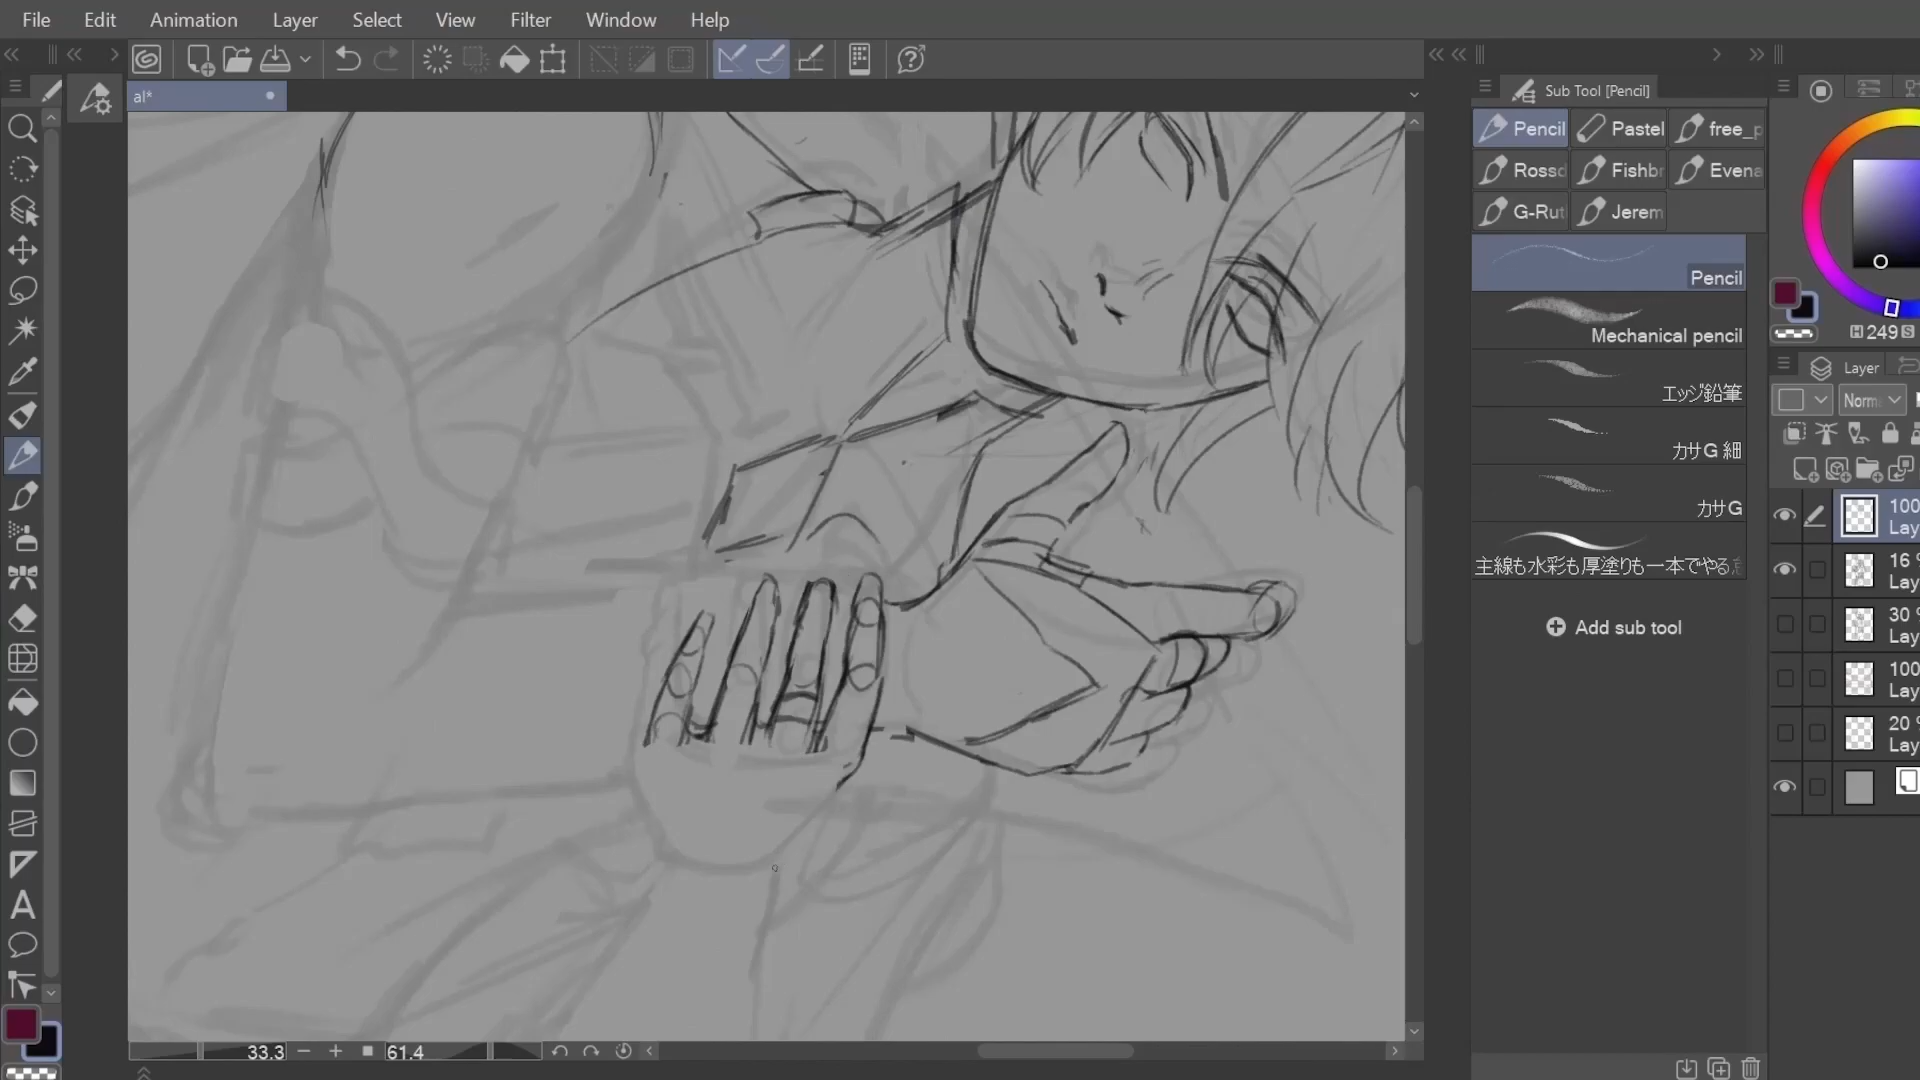 File Edit Animation Layer Select View Filter Window Help
al*
Sub Tool [Pencil]
Pencil Pastel free_p
Rossd Fishbr Evena
G-Rut Jerem
Pencil
Mechanical pencil
エッジ鉛筆
カサG 細
カサG
主線も水彩も厚塗りも一本でやる
Add sub tool
H 249 S
Layer
Norm
100
Lay
16 %
Lay
30 %
Lay
100
Lay
20 %
Lay
33.3 61.4